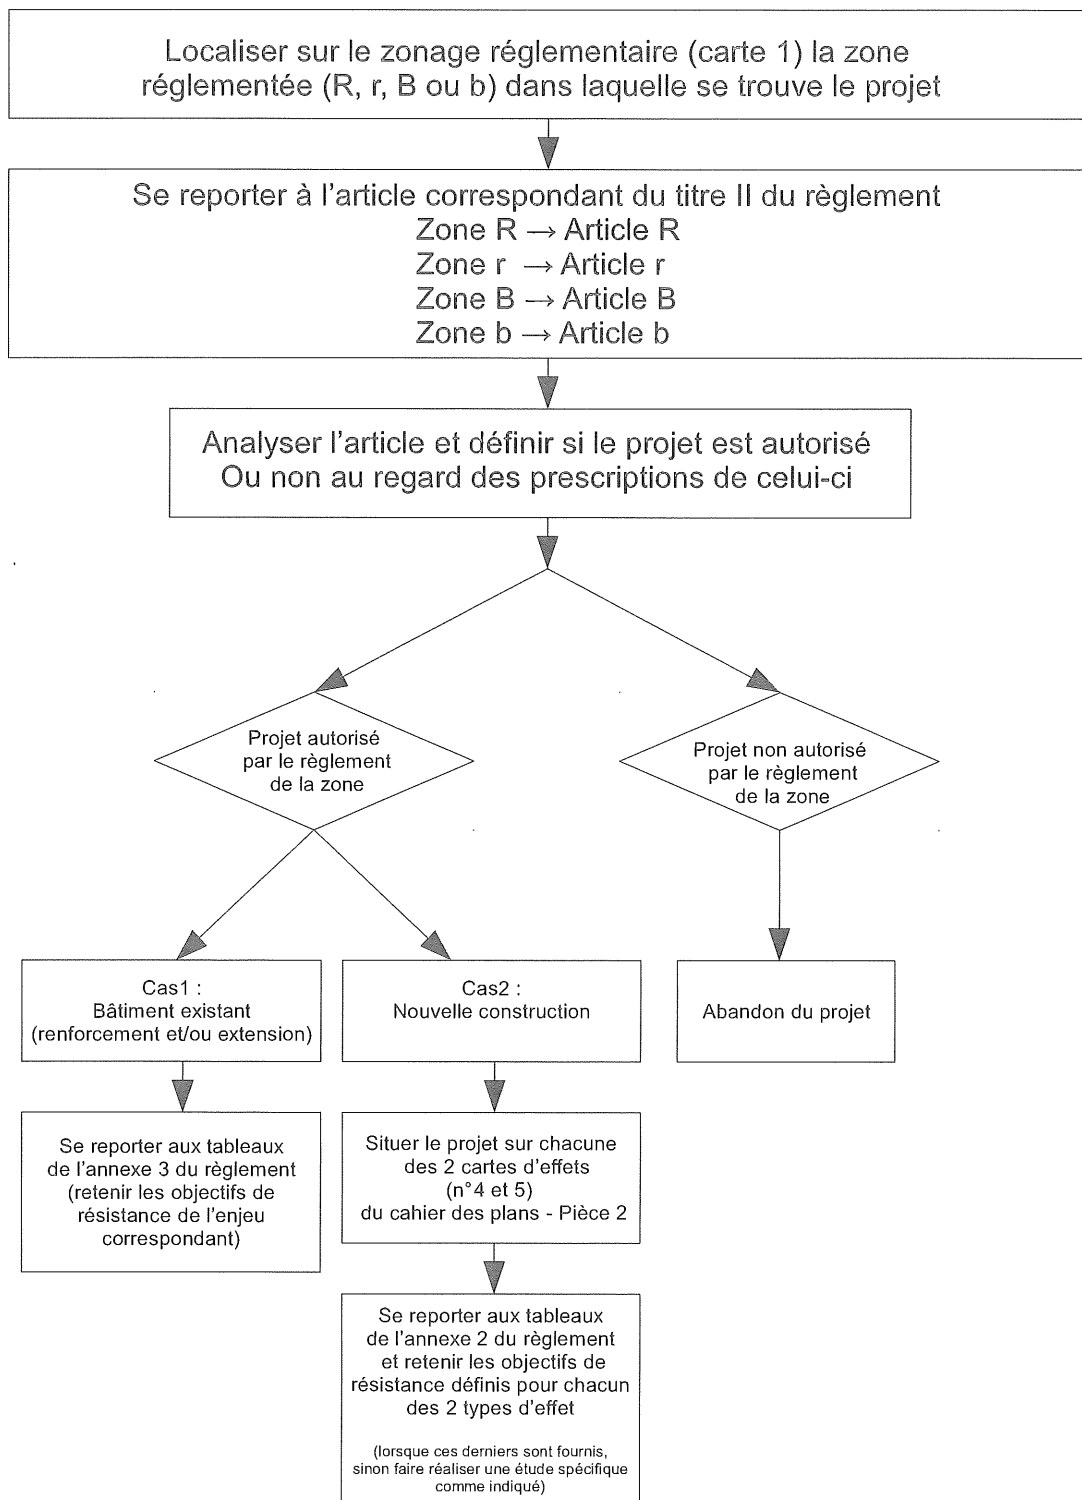 Localiser sur le zonage réglementaire (carte 1) la zone
réglementée (R, r, B ou b) dans laquelle se trouve le projet
Se reporter à l'article correspondant du titre II du règlement
Zone R → Article R
Zone r → Article r
Zone B → Article B
Zone b → Article b
Analyser l'article et définir si le projet est autorisé
Ou non au regard des prescriptions de celui-ci
Projet autorisé
par le règlement
de la zone
Projet non autorisé
par le règlement
de la zone
Cas1 :
Bâtiment existant
(renforcement et/ou extension)
Cas2 :
Nouvelle construction
Abandon du projet
Se reporter aux tableaux
de l'annexe 3 du règlement
(retenir les objectifs de
résistance de l'enjeu
correspondant)
Situer le projet sur chacune
des 2 cartes d'effets
(n°4 et 5)
du cahier des plans - Pièce 2
Se reporter aux tableaux
de l'annexe 2 du règlement
et retenir les objectifs de
résistance définis pour chacun
des 2 types d'effet
(lorsque ces derniers sont fournis,
sinon faire réaliser une étude spécifique
comme indiqué)